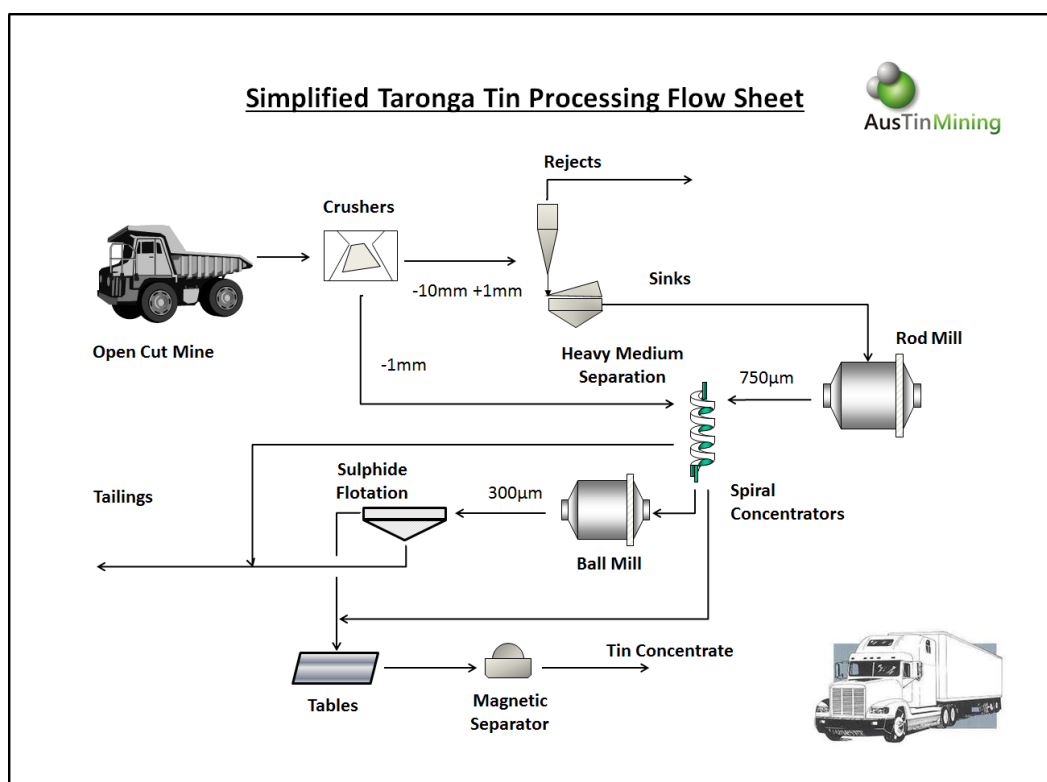 Simplified Taronga Tin Processing Flow Sheet
AusTinMining
Rejects
Crushers
-10mm +1mm
Sinks
Open Cut Mine
Heavy Medium
Separation
Rod Mill
-1mm
750µm
Sulphide
Flotation
Tailings
300µm
Spiral
Concentrators
Ball Mill
Tin Concentrate
Tables
Magnetic
Separator